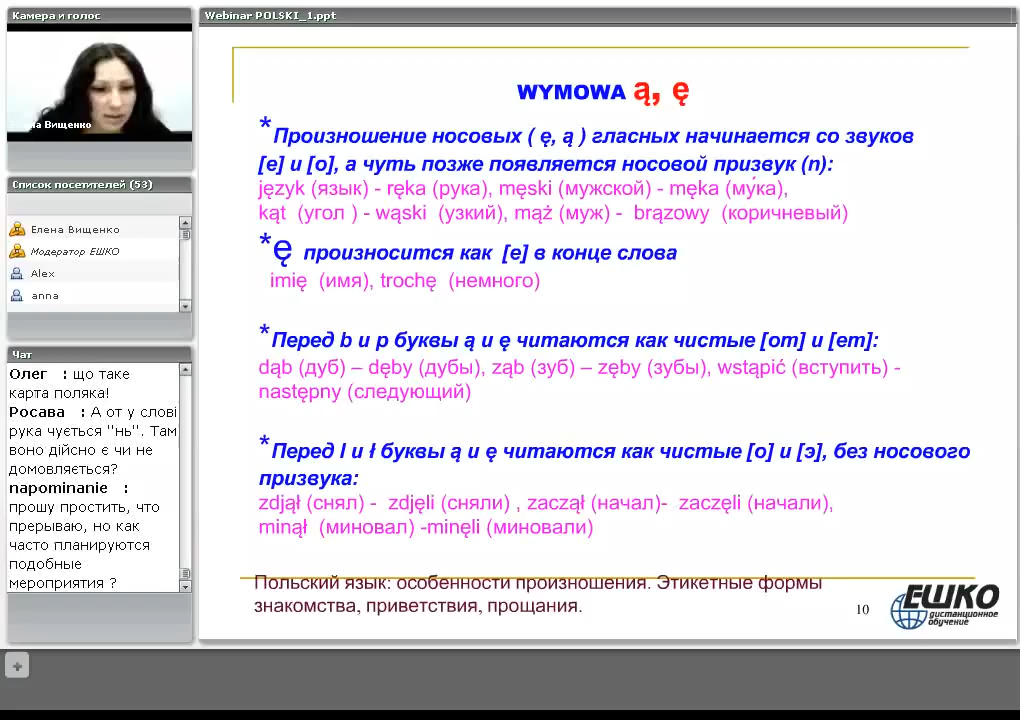 Камера и голос
на Вищенко
Список посетителей (53)
Елена Вищенко
Модератор ЕШКО
Alex
anna
Чат
Олег : що таке
карта поляка!
Росава : А от у слові
рука чується "нь". Там
воно дійсно є чи не
домовляється?
napominanie :
прошу простить, что
прерываю, но как
часто планируются
подобные
мероприятия ?
Webinar POLSKI_1.ppt
WYMOWA ą, ę
*Произношение носовых ( ę, ą ) гласных начинается со звуков
[е] и [о], а чуть позже появляется носовой призвук (n):
język (язык) - ręka (рука), męski (мужской) - męka (му́ка),
kąt (угол ) - wąski (узкий), mąż (муж) - brązowy (коричневый)
*ę произносится как [е] в конце слова
imię (имя), trochę (немного)
*Перед b и p буквы ą и ę читаются как чистые [om] и [em]:
dąb (дуб) – dęby (дубы), ząb (зуб) – zęby (зубы), wstąpić (вступить) -
następny (следующий)
*Перед l и ł буквы ą и ę читаются как чистые [о] и [э], без носового
призвука:
zdjął (снял) - zdjęli (сняли) , zaczął (начал)- zaczęli (начали),
minął (миновал) -minęli (миновали)
Польский язык: особенности произношения. Этикетные формы
знакомства, приветствия, прощания.
10
ЕШКО
дистанционное
обучение